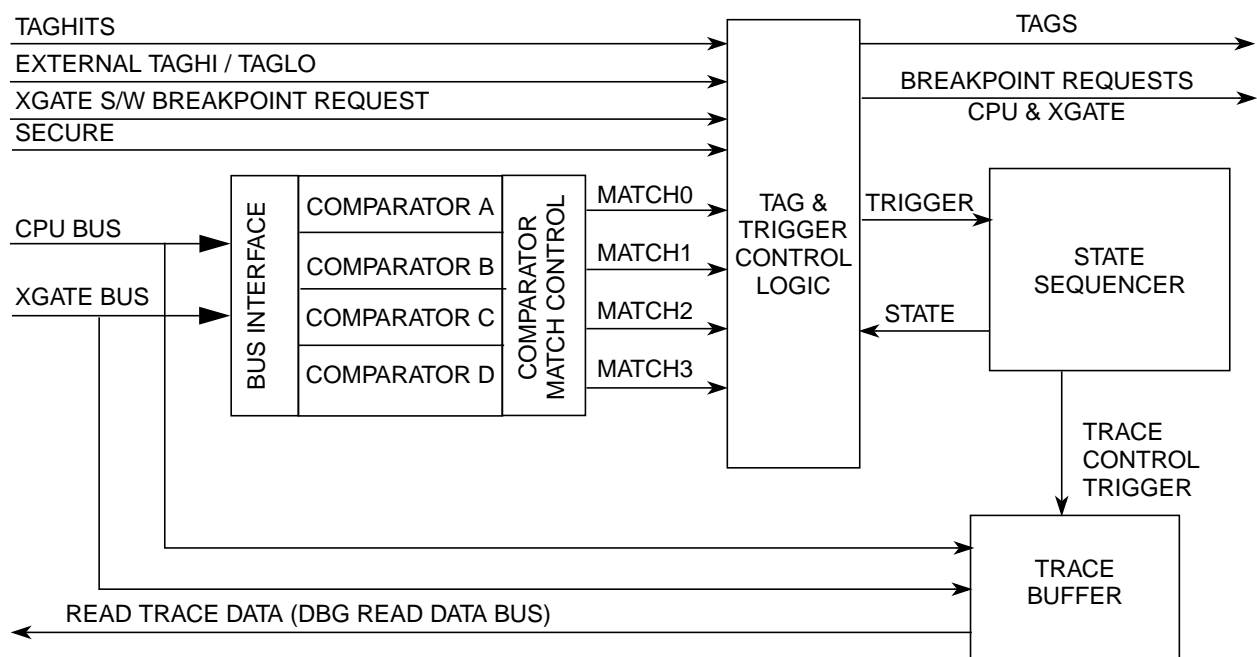 TAGHITS
EXTERNAL TAGHI / TAGLO
XGATE S/W BREAKPOINT REQUEST
SECURE
TAGS
BREAKPOINT REQUESTS
CPU & XGATE
CPU BUS
XGATE BUS
BUS INTERFACE
COMPARATOR A
COMPARATOR B
COMPARATOR C
COMPARATOR D
COMPARATOR
MATCH CONTROL
MATCH0
MATCH1
MATCH2
MATCH3
TAG &
TRIGGER
CONTROL
LOGIC
TRIGGER
STATE
STATE
SEQUENCER
TRACE
CONTROL
TRIGGER
TRACE
BUFFER
READ TRACE DATA (DBG READ DATA BUS)